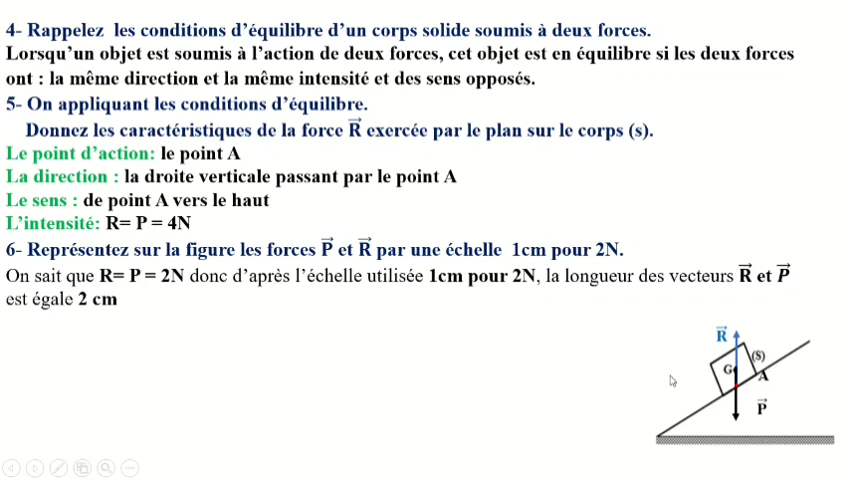 4- Rappelez les conditions d’équilibre d’un corps solide soumis à deux forces.
Lorsqu’un objet est soumis à l’action de deux forces, cet objet est en équilibre si les deux forces
ont : la même direction et la même intensité et des sens opposés.
5- On appliquant les conditions d’équilibre.
Donnez les caractéristiques de la force R⃗ exercée par le plan sur le corps (s).
Le point d’action: le point A
La direction : la droite verticale passant par le point A
Le sens : de point A vers le haut
L’intensité: R= P = 4N
6- Représentez sur la figure les forces P⃗ et R⃗ par une échelle 1cm pour 2N.
On sait que R= P = 2N donc d’après l’échelle utilisée 1cm pour 2N, la longueur des vecteurs R⃗ et P⃗
est égale 2 cm
R⃗
(S)
G
A
P⃗